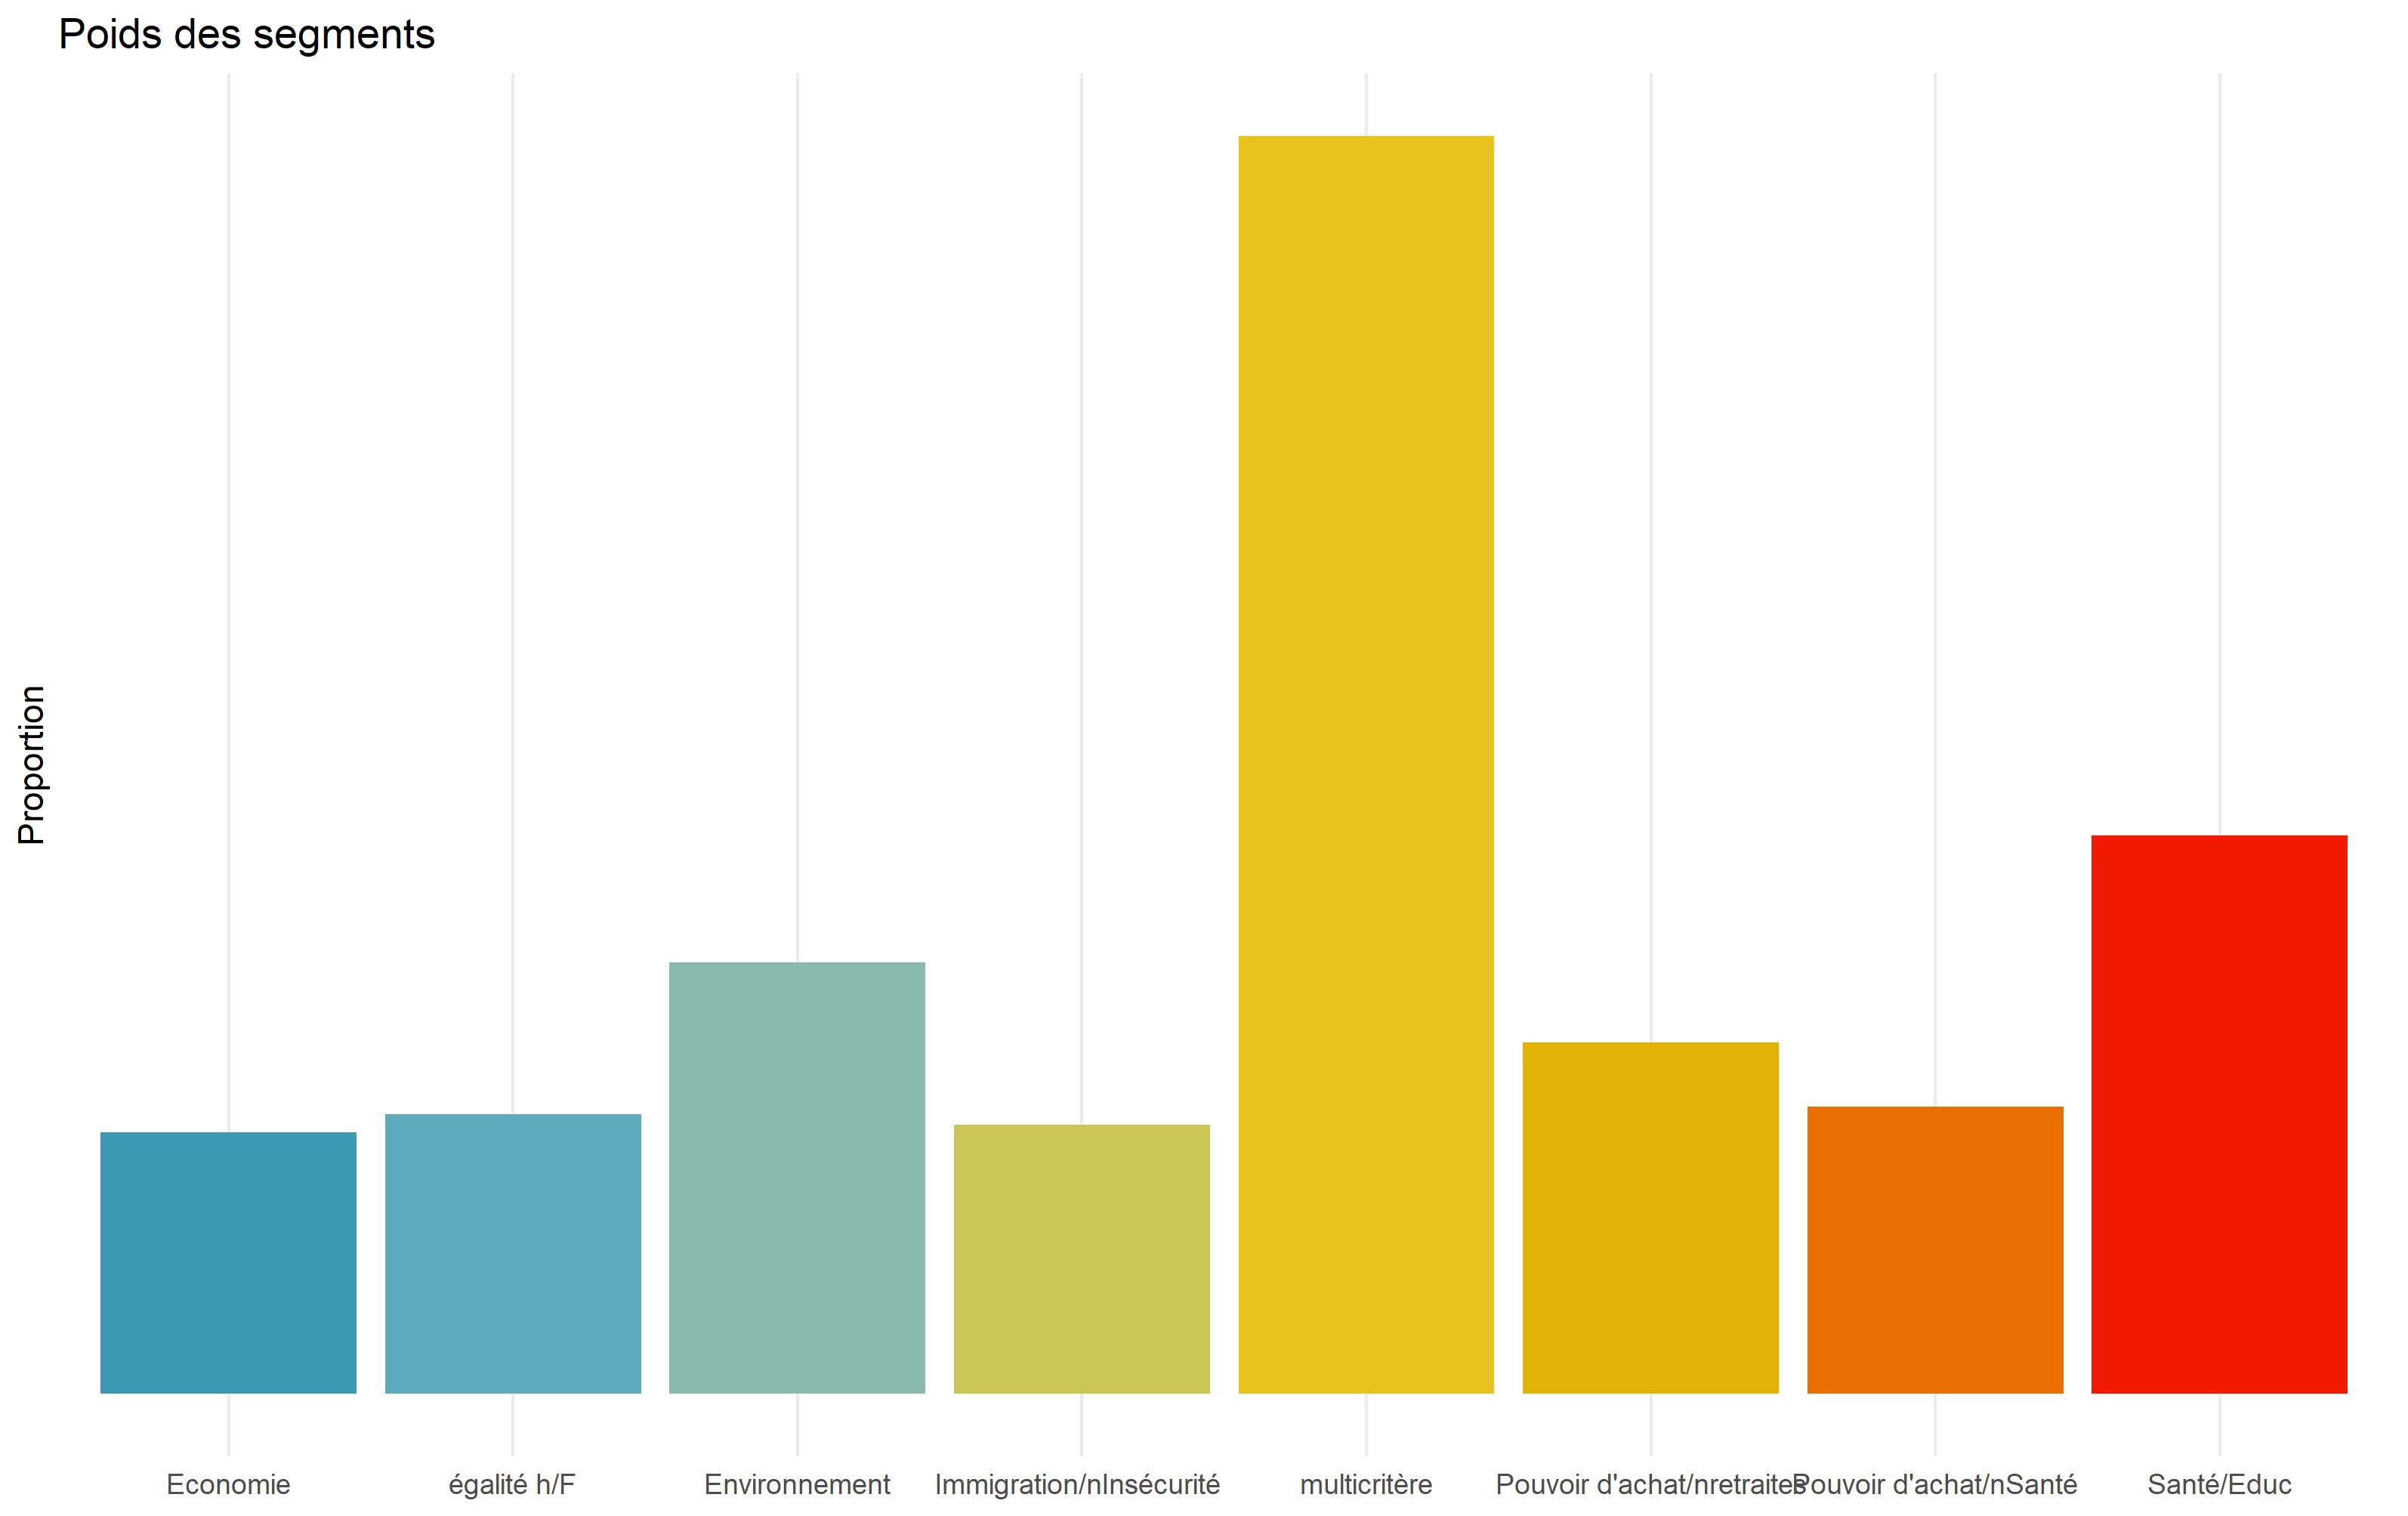 Poids des segments
Proportion
Economie
égalité h/F
Environnement
Immigration/nInsécurité
multicritère
Pouvoir d'achat/nretraites
Pouvoir d'achat/nSanté
Santé/Educ